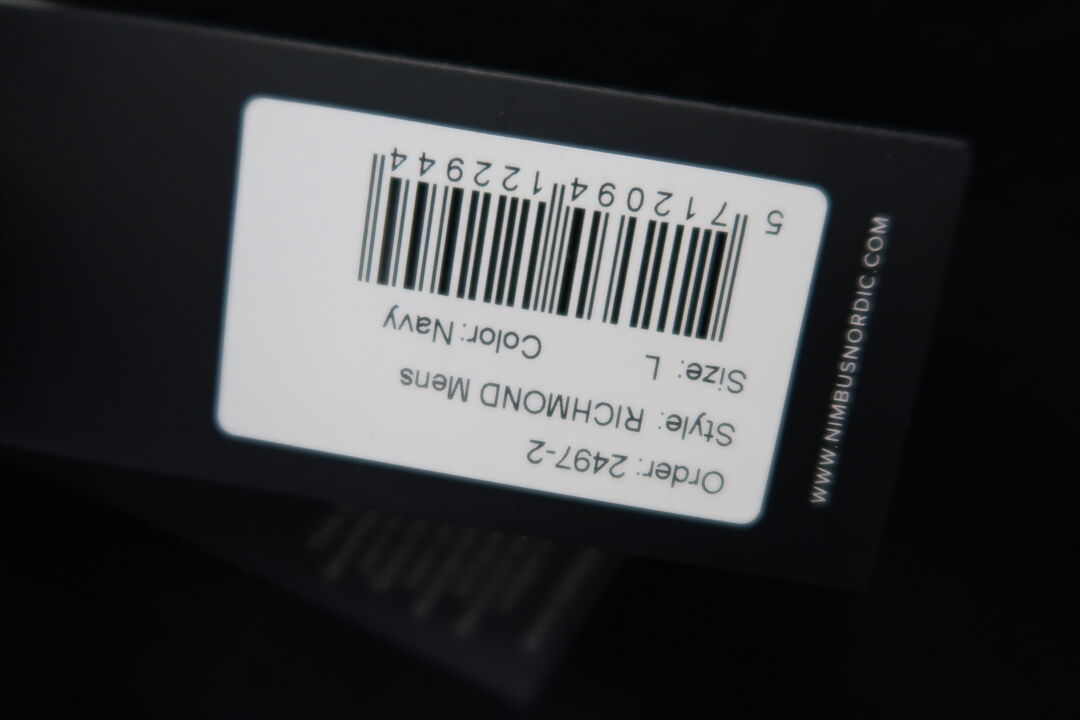 Order: 2497-2
Style: RICHMOND Mens
Size: L Color: Navy
5 712094 122944
WWW.NIMBUSNORDIC.COM